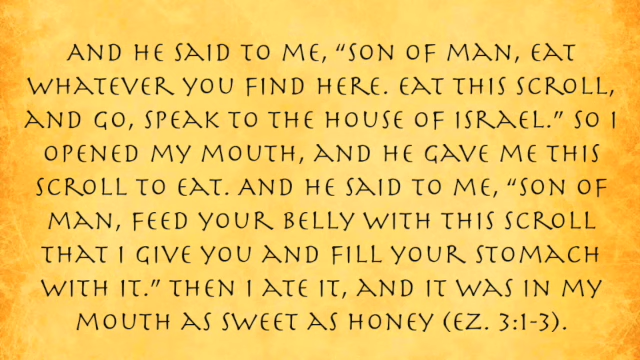 And he said to me, “Son of man, eat
whatever you find here. Eat this scroll,
and go, speak to the house of Israel.” So I
opened my mouth, and he gave me this
scroll to eat. And he said to me, “Son of
man, feed your belly with this scroll
that I give you and fill your stomach
with it.” Then I ate it, and it was in my
mouth as sweet as honey (Ez. 3:1-3).